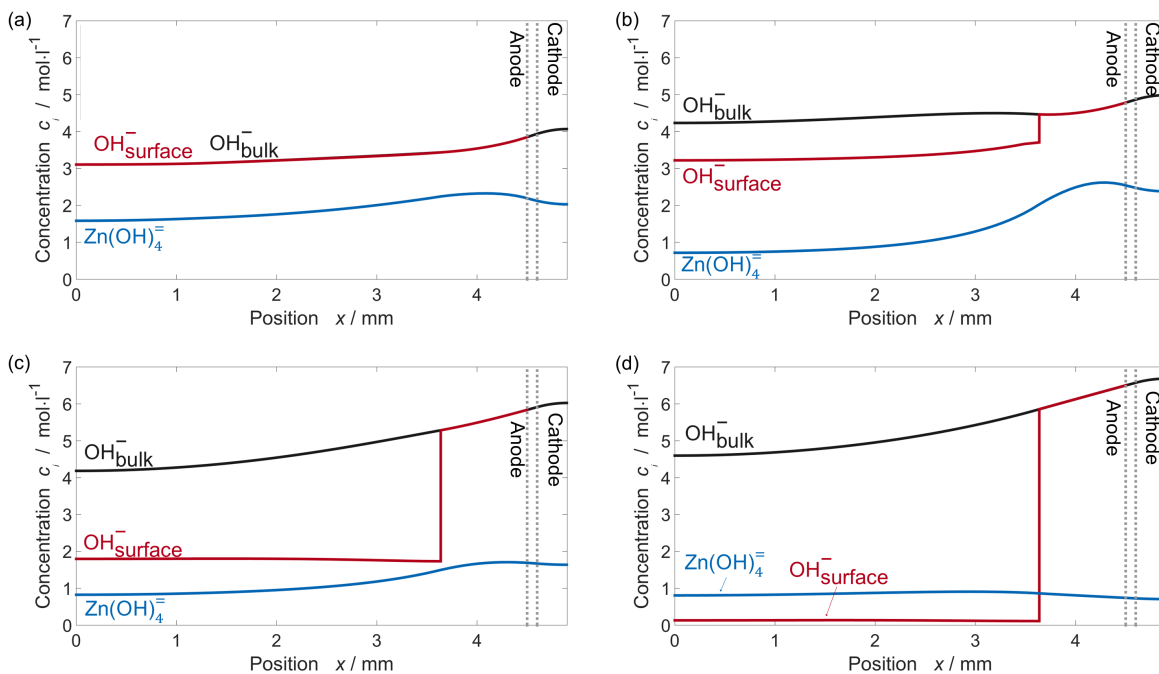 (a)
7
6
5
4
3
2
1
0
0
1
2
3
4
Concentration cᵢ / mol·l⁻¹
Position x / mm
OH⁻surface
OH⁻bulk
Zn(OH)₄⁼
Anode
Cathode
(b)
7
6
5
4
3
2
1
0
0
1
2
3
4
Concentration cᵢ / mol·l⁻¹
Position x / mm
OH⁻bulk
OH⁻surface
Zn(OH)₄⁼
Anode
Cathode
(c)
7
6
5
4
3
2
1
0
0
1
2
3
4
Concentration cᵢ / mol·l⁻¹
Position x / mm
OH⁻bulk
OH⁻surface
Zn(OH)₄⁼
Anode
Cathode
(d)
7
6
5
4
3
2
1
0
0
1
2
3
4
Concentration cᵢ / mol·l⁻¹
Position x / mm
OH⁻bulk
Zn(OH)₄⁼
OH⁻surface
Anode
Cathode